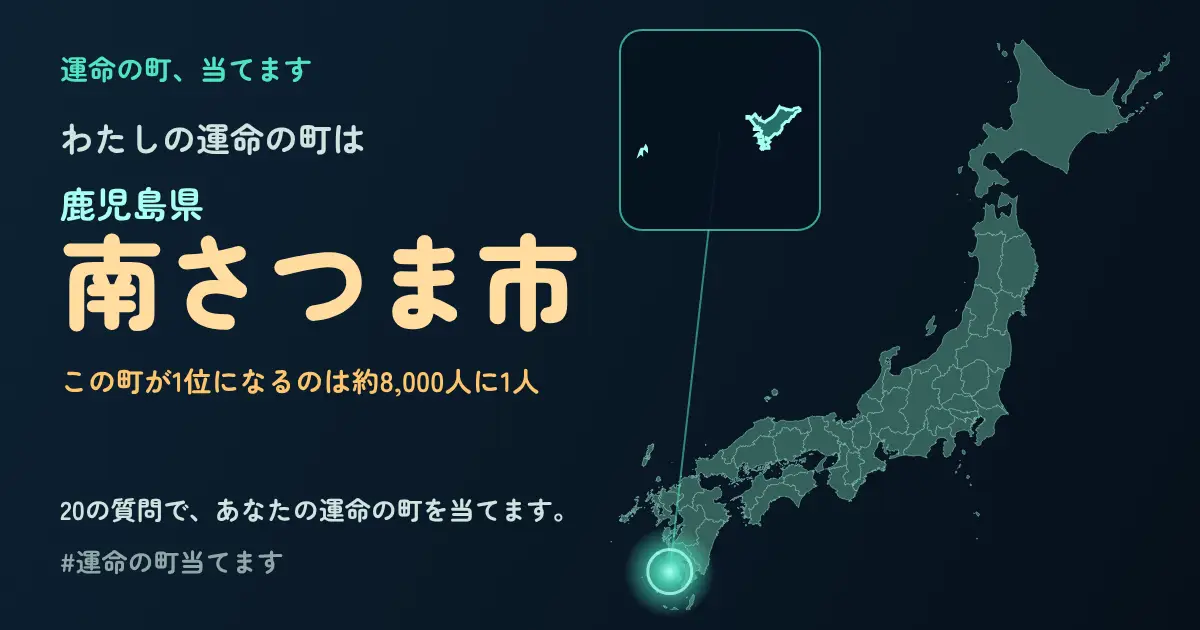 運命の町、当てます
わたしの運命の町は
鹿児島県
南さつま市
この町が1位になるのは約8,000人に1人
20の質問で、あなたの運命の町を当てます。
#運命の町当てます